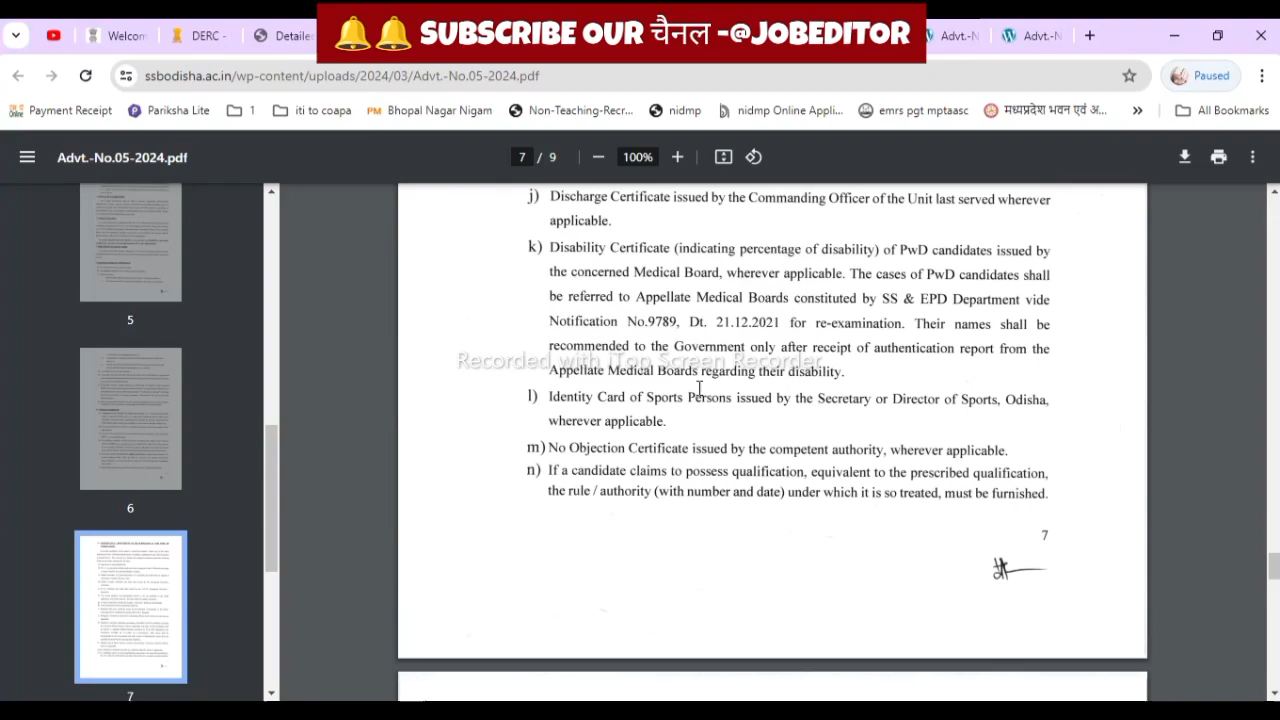 🔔🔔 SUBSCRIBE OUR चैनल -@JOBEDITOR
Welcom
DERC -
Detailed
Advt.-N
Advt.-N
ssbodisha.ac.in/wp-content/uploads/2024/03/Advt.-No.05-2024.pdf
Paused
Payment Receipt
Pariksha Lite
1
iti to coapa
PM Bhopal Nagar Nigam
Non-Teaching-Recr...
nidmp
nidmp Online Appli...
emrs pgt mptaasc
मध्यप्रदेश भवन एवं अ...
All Bookmarks
Advt.-No.05-2024.pdf
7 / 9
100%
j) Discharge Certificate issued by the Commanding Officer of the Unit last served wherever
applicable.
k) Disability Certificate (indicating percentage of disability) of PwD candidates issued by
the concerned Medical Board, wherever applicable. The cases of PwD candidates shall
be referred to Appellate Medical Boards constituted by SS & EPD Department vide
Notification No.9789, Dt. 21.12.2021 for re-examination. Their names shall be
recommended to the Government only after receipt of authentication report from the
Recorded with iTop Screen Recorder
Appellate Medical Boards regarding their disability.
l) Identity Card of Sports Persons issued by the Secretary or Director of Sports, Odisha,
wherever applicable.
m) No Objection Certificate issued by the competent authority, wherever applicable.
n) If a candidate claims to possess qualification, equivalent to the prescribed qualification,
the rule / authority (with number and date) under which it is so treated, must be furnished.
7
5
6
7